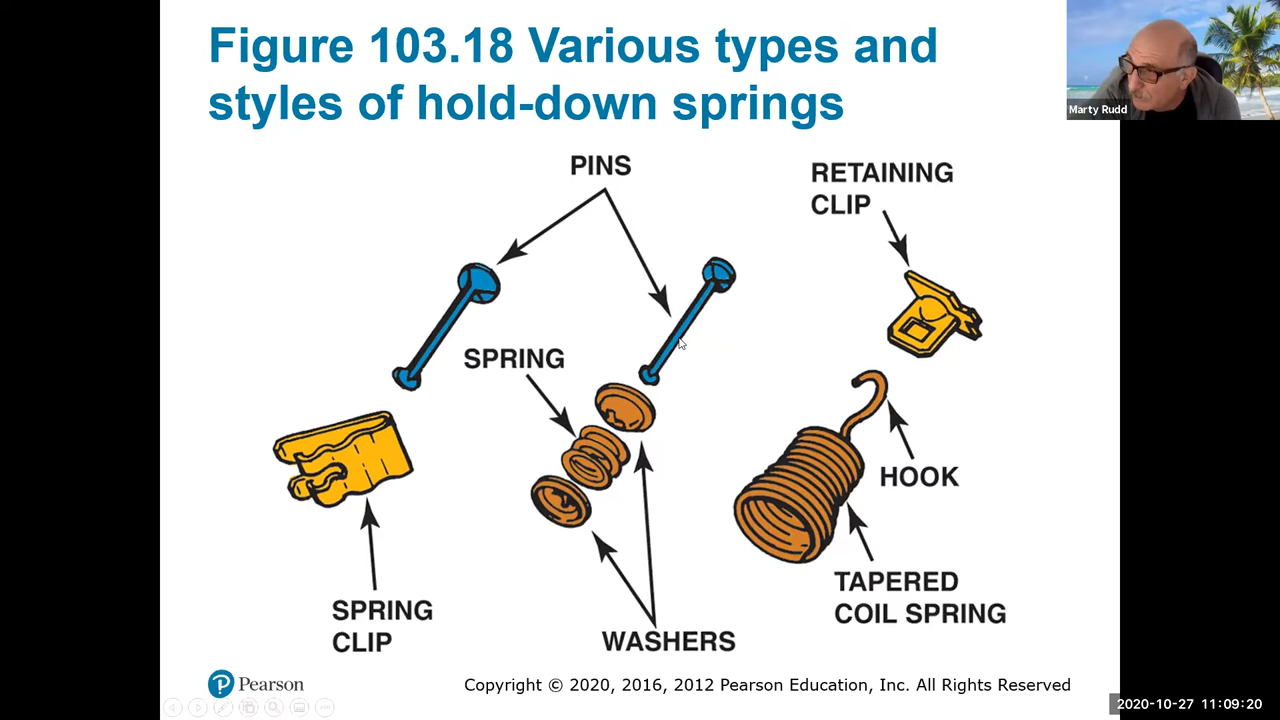 Figure 103.18 Various types and
styles of hold-down springs
Marty Rudd
PINS
RETAINING
CLIP
SPRING
HOOK
SPRING
CLIP
WASHERS
TAPERED
COIL SPRING
P Pearson
Copyright © 2020, 2016, 2012 Pearson Education, Inc. All Rights Reserved
2020-10-27 11:09:20